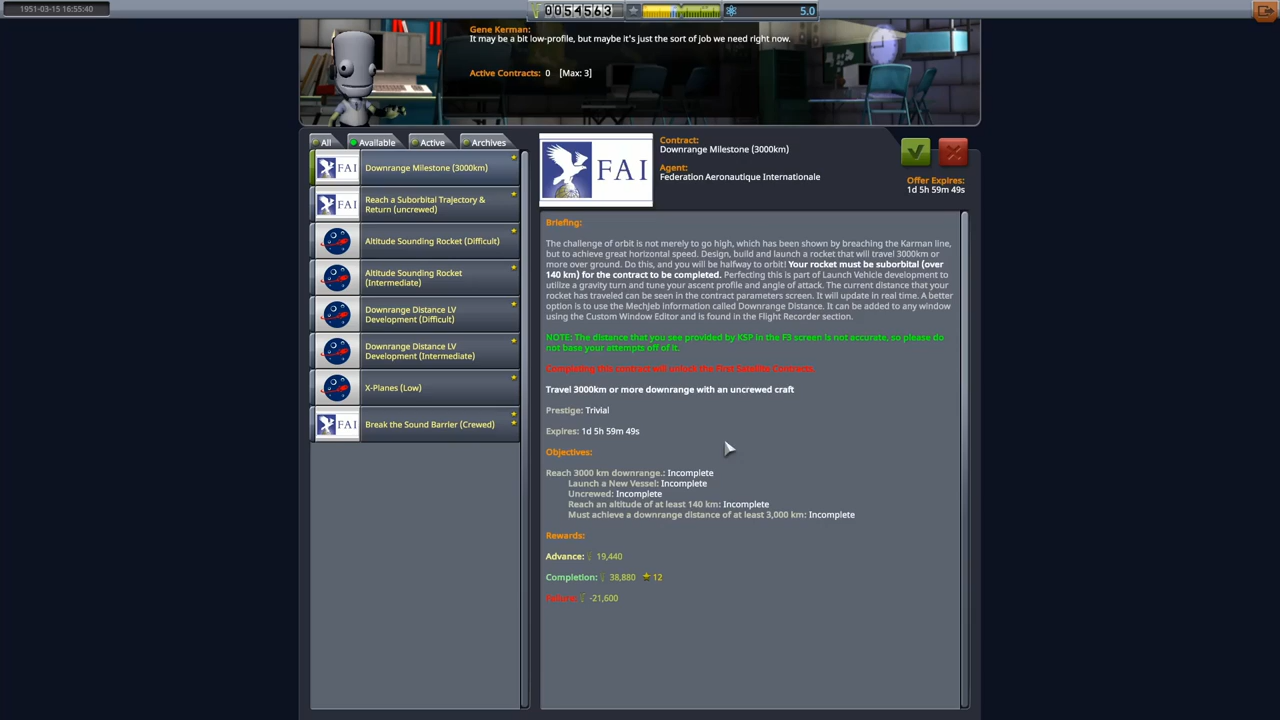 1951-03-15 16:55:40
0054563
5.0
Gene Kerman:
It may be a bit low-profile, but maybe it's just the sort of job we need right now.
Active Contracts: 0 [Max: 3]
All
Available
Active
Archives
FAI
Downrange Milestone (3000km)
FAI
Reach a Suborbital Trajectory &
Return (uncrewed)
Altitude Sounding Rocket (Difficult)
Altitude Sounding Rocket
(Intermediate)
Downrange Distance LV
Development (Difficult)
Downrange Distance LV
Development (Intermediate)
X-Planes (Low)
FAI
Break the Sound Barrier (Crewed)
FAI
Contract:
Downrange Milestone (3000km)
Agent:
Federation Aeronautique Internationale
Offer Expires:
1d 5h 59m 49s
Briefing:
The challenge of orbit is not merely to go high, which has been shown by breaching the Karman line,
but to achieve great horizontal speed. Design, build and launch a rocket that will travel 3000km or
more over ground. Do this, and you will be halfway to orbit! Your rocket must be suborbital (over
140 km) for the contract to be completed. Perfecting this is part of Launch Vehicle development to
utilize a gravity turn and tune your ascent profile and angle of attack. The current distance that your
rocket has traveled can be seen in the contract parameters screen. It will update in real time. A better
option is to use the MechJeb information called Downrange Distance. It can be added to any window
using the Custom Window Editor and is found in the Flight Recorder section.
NOTE: The distance that you see provided by KSP in the F3 screen is not accurate, so please do
not base your attempts off of it.
Completing this contract will unlock the First Satellite Contracts.
Travel 3000km or more downrange with an uncrewed craft
Prestige: Trivial
Expires: 1d 5h 59m 49s
Objectives:
Reach 3000 km downrange.: Incomplete
Launch a New Vessel: Incomplete
Uncrewed: Incomplete
Reach an altitude of at least 140 km: Incomplete
Must achieve a downrange distance of at least 3,000 km: Incomplete
Rewards:
Advance: 19,440
Completion: 38,880 12
Failure: -21,600